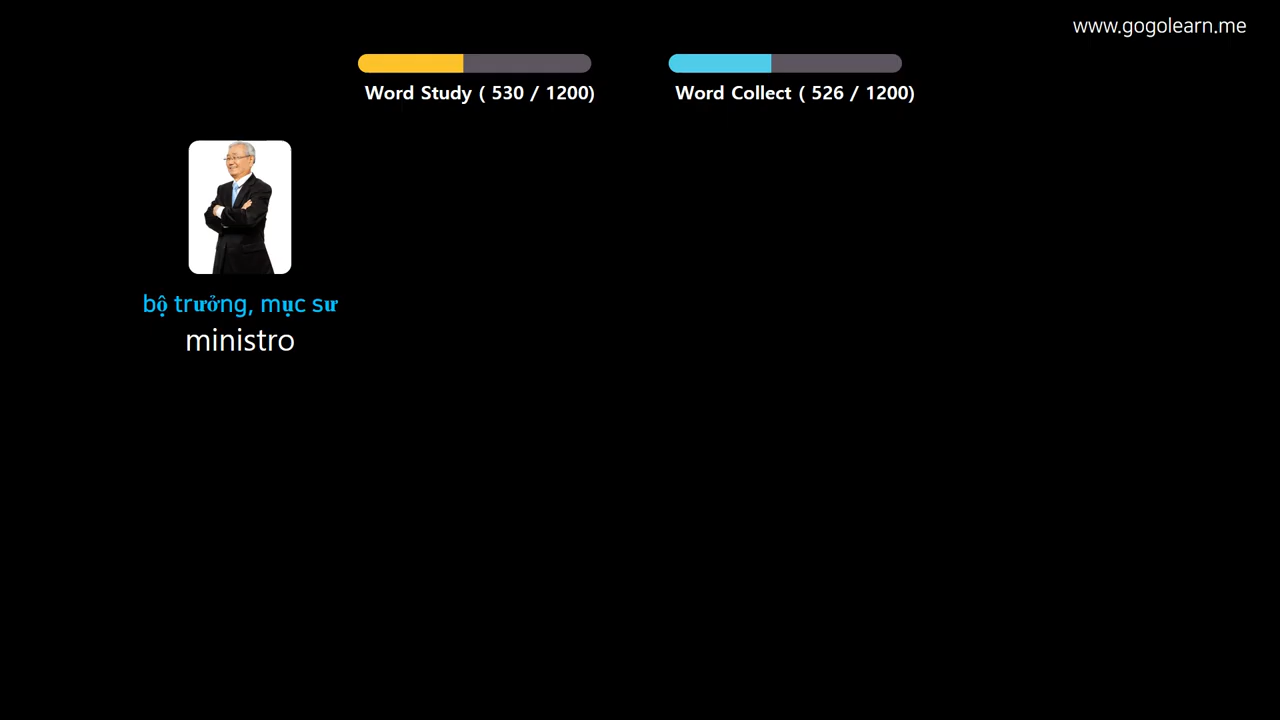 www.gogolearn.me
Word Study ( 530 / 1200)
Word Collect ( 526 / 1200)
bộ trưởng, mục sư
ministro